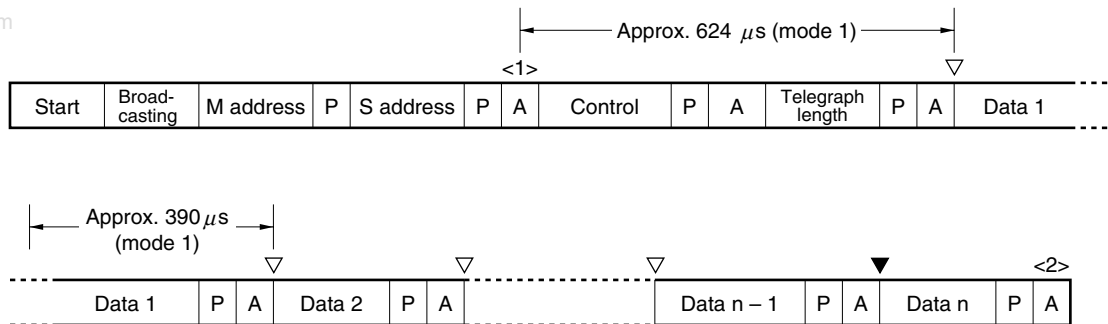 m
Approx. 624 μs (mode 1)
<1>
Start Broad-casting M address P S address P A Control P A Telegraph length P A Data 1
Approx. 390 μs
(mode 1)
<2>
Data 1 P A Data 2 P A Data n – 1 P A Data n P A